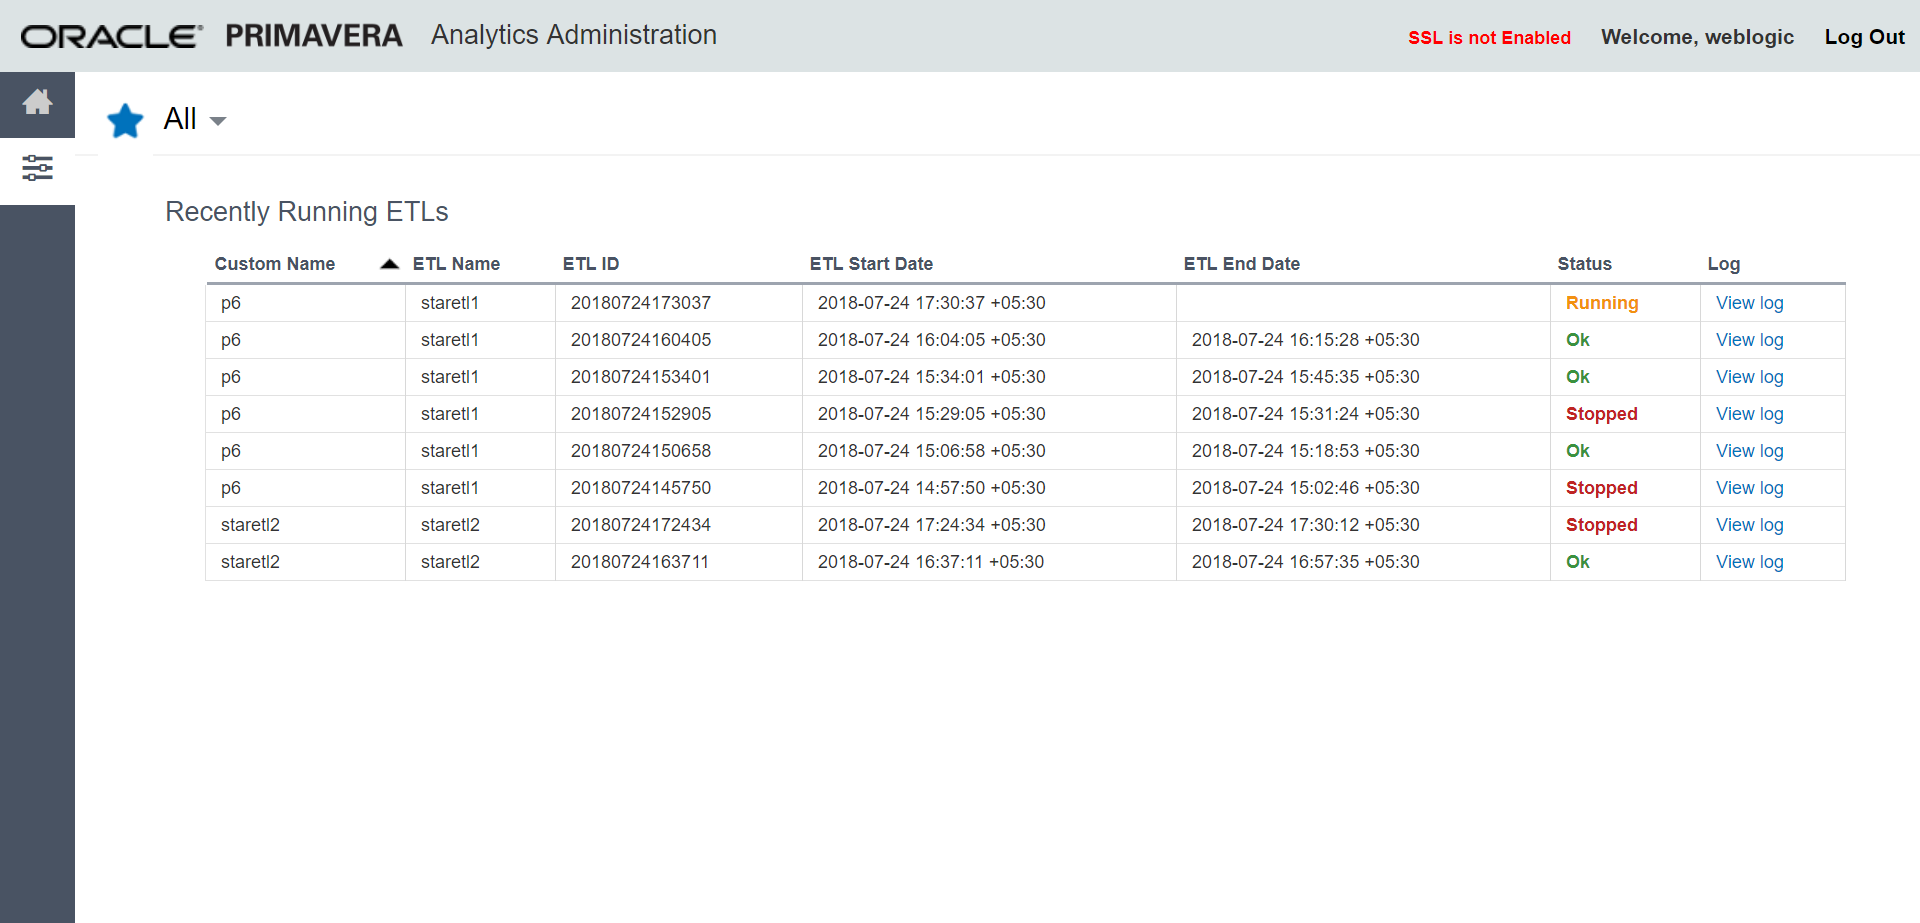 ORACLE® PRIMAVERA Analytics Administration SSL is not Enabled Welcome, weblogic Log Out
All
Recently Running ETLs
Custom Name ETL Name ETL ID ETL Start Date ETL End Date Status Log
p6 staretl1 20180724173037 2018-07-24 17:30:37 +05:30 Running View log
p6 staretl1 20180724160405 2018-07-24 16:04:05 +05:30 2018-07-24 16:15:28 +05:30 Ok View log
p6 staretl1 20180724153401 2018-07-24 15:34:01 +05:30 2018-07-24 15:45:35 +05:30 Ok View log
p6 staretl1 20180724152905 2018-07-24 15:29:05 +05:30 2018-07-24 15:31:24 +05:30 Stopped View log
p6 staretl1 20180724150658 2018-07-24 15:06:58 +05:30 2018-07-24 15:18:53 +05:30 Ok View log
p6 staretl1 20180724145750 2018-07-24 14:57:50 +05:30 2018-07-24 15:02:46 +05:30 Stopped View log
staretl2 staretl2 20180724172434 2018-07-24 17:24:34 +05:30 2018-07-24 17:30:12 +05:30 Stopped View log
staretl2 staretl2 20180724163711 2018-07-24 16:37:11 +05:30 2018-07-24 16:57:35 +05:30 Ok View log